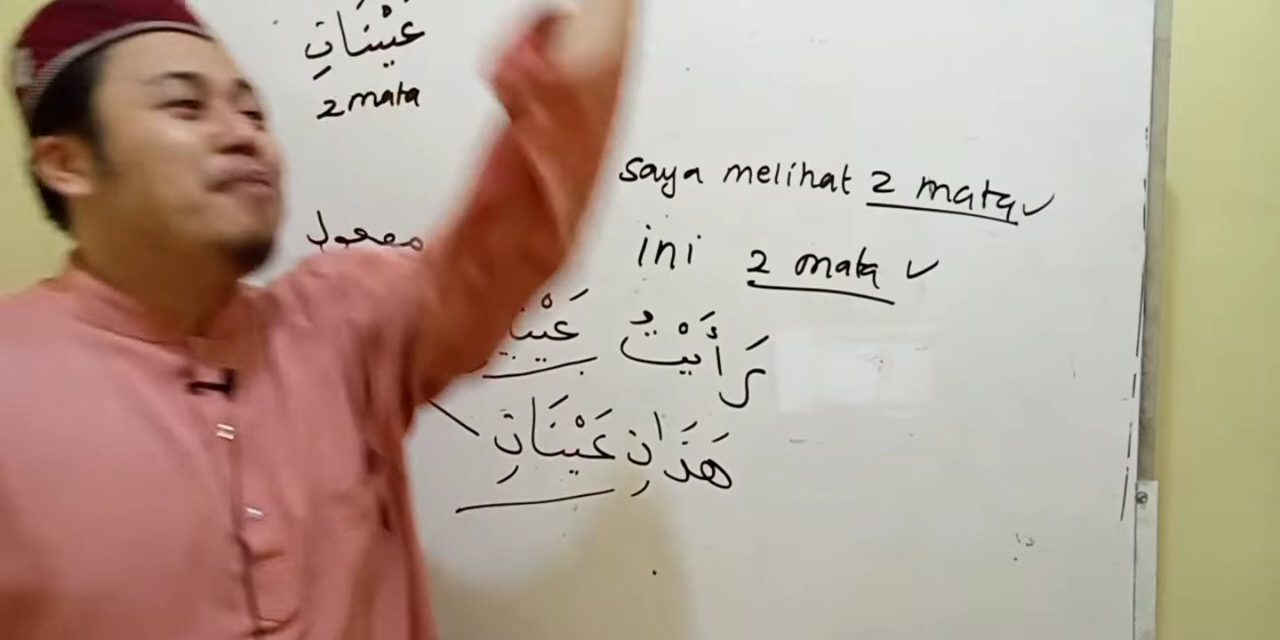 عَيْنَانِ
2 mata
saya melihat 2 mata
مفعول
ini 2 mata
رَأَيْتُ
هَذَانِ عَيْنَانِ